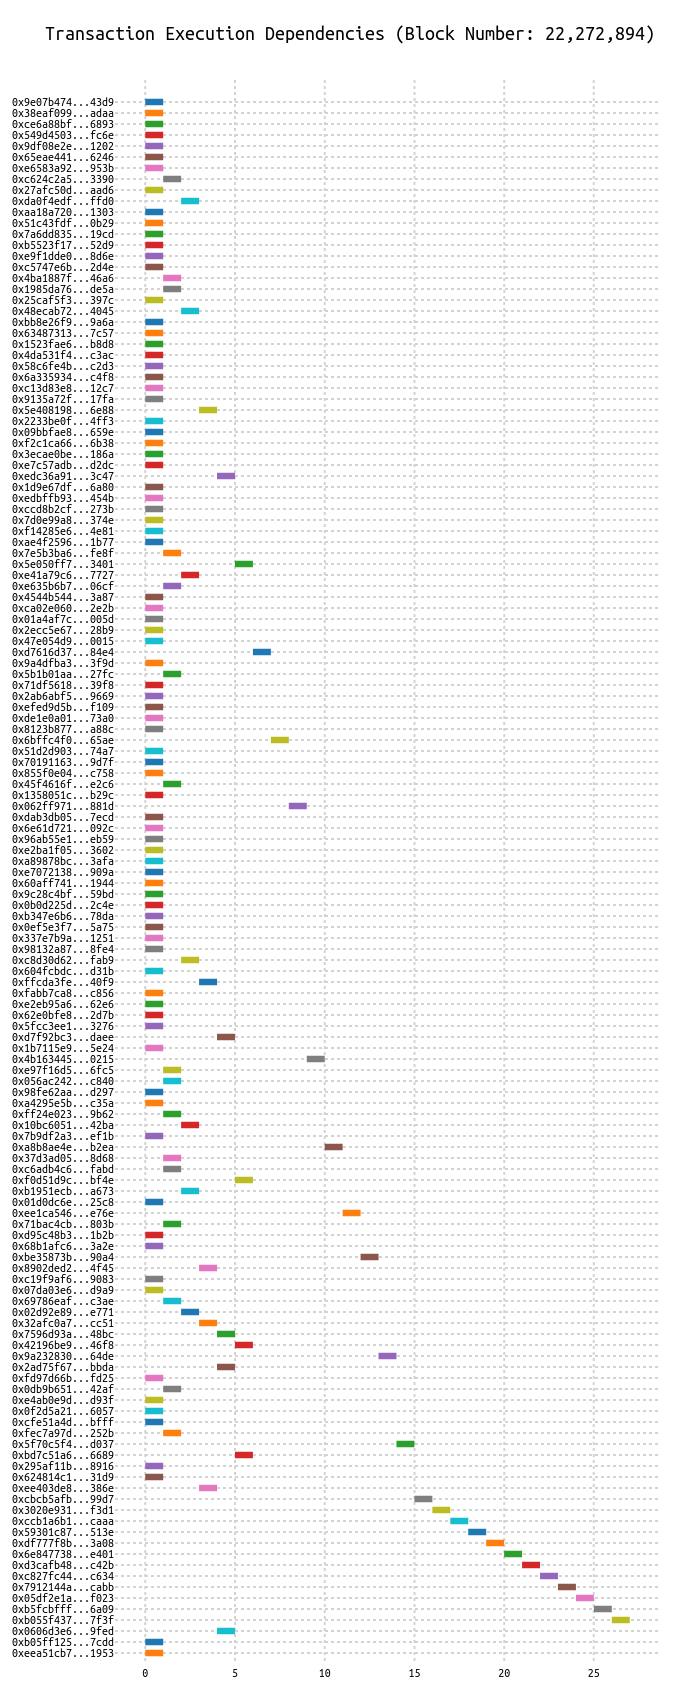 Transaction Execution Dependencies (Block Number: 22,272,894)
0x9e07b474...43d9
0x38eaf099...adaa
0xce6a88bf...6893
0x549d4503...fc6e
0x9df08e2e...1202
0x65eae441...6246
0xe6583a92...953b
0xc624c2a5...3390
0x27afc50d...aad6
0xda0f4edf...ffd0
0xaa18a720...1303
0x51c43fdf...0b29
0x7a6dd835...19cd
0xb5523f17...52d9
0xe9f1dde0...8d6e
0xc5747e6b...2d4e
0x4ba1887f...46a6
0x1985da76...de5a
0x25caf5f3...397c
0x48ecab72...4045
0xbb8e26f9...9a6a
0x63487313...7c57
0x1523fae6...b8d8
0x4da531f4...c3ac
0x58c6fe4b...c2d3
0x6a335934...c4f8
0xc13d83e8...12c7
0x9135a72f...17fa
0x5e408198...6e88
0x2233be0f...4ff3
0x09bbfae8...659e
0xf2c1ca66...6b38
0x3ecae0be...186a
0xe7c57adb...d2dc
0xedc36a91...3c47
0x1d9e67df...6a80
0xedbffb93...454b
0xccd8b2cf...273b
0x7d0e99a8...374e
0xf14285e6...4e81
0xae4f2596...1b77
0x7e5b3ba6...fe8f
0x5e050ff7...3401
0xe41a79c6...7727
0xe635b6b7...06cf
0x4544b544...3a87
0xca02e060...2e2b
0x01a4af7c...005d
0x2ecc5e67...28b9
0x47e054d9...0015
0xd7616d37...84e4
0x9a4dfba3...3f9d
0x5b1b01aa...27fc
0x71df5618...39f8
0x2ab6abf5...9669
0xefed9d5b...f109
0xde1e0a01...73a0
0x8123b877...a88c
0x6bffc4f0...65ae
0x51d2d903...74a7
0x70191163...9d7f
0x855f0e04...c758
0x45f4616f...e2c6
0x1358051c...b29c
0x062ff971...881d
0xdab3db05...7ecd
0x6e61d721...092c
0x96ab55e1...eb59
0xe2ba1f05...3602
0xa89878bc...3afa
0xe7072138...909a
0x60aff741...1944
0x9c28c4bf...59bd
0x0b0d225d...2c4e
0xb347e6b6...78da
0x0ef5e3f7...5a75
0x337e7b9a...1251
0x98132a87...8fe4
0xc8d30d62...fab9
0x604fcbdc...d31b
0xffcda3fe...40f9
0xfabb7ca8...c856
0xe2eb95a6...62e6
0x62e0bfe8...2d7b
0x5fcc3ee1...3276
0xd7f92bc3...daee
0x1b7115e9...5e24
0x4b163445...0215
0xe97f16d5...6fc5
0x056ac242...c840
0x98fe62aa...d297
0xa4295e5b...c35a
0xff24e023...9b62
0x10bc6051...42ba
0x7b9df2a3...ef1b
0xa8b8ae4e...b2ea
0x37d3ad05...8d68
0xc6adb4c6...fabd
0xf0d51d9c...bf4e
0xb1951ecb...a673
0x01d0dc6e...25c8
0xee1ca546...e76e
0x71bac4cb...803b
0xd95c48b3...1b2b
0x68b1afc6...3a2e
0xbe35873b...90a4
0x8902ded2...4f45
0xc19f9af6...9083
0x07da03e6...d9a9
0x69786eaf...c3ae
0x02d92e89...e771
0x32afc0a7...cc51
0x7596d93a...48bc
0x42196be9...46f8
0x9a232830...64de
0x2ad75f67...bbda
0xfd97d66b...fd25
0x0db9b651...42af
0xe4ab0e9d...d93f
0x0f2d5a21...6057
0xcfe51a4d...bfff
0xfec7a97d...252b
0x5f70c5f4...d037
0xbd7c51a6...6689
0x295af11b...8916
0x624814c1...31d9
0xee403de8...386e
0xcbcb5afb...99d7
0x3020e931...f3d1
0xccb1a6b1...caaa
0x59301c87...513e
0xdf777f8b...3a08
0x6e847738...e401
0xd3cafb48...c42b
0xc827fc44...c634
0x7912144a...cabb
0x05df2e1a...f023
0xb5fcbfff...6a09
0xb055f437...7f3f
0x0606d3e6...9fed
0xb05ff125...7cdd
0xeea51cb7...1953
0 5 10 15 20 25